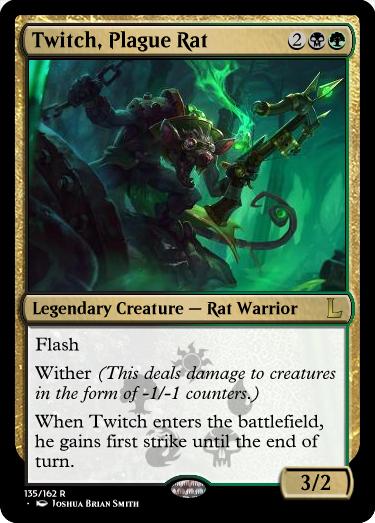 Twitch, Plague Rat 2
Legendary Creature — Rat Warrior L
Flash
Wither (This deals damage to creatures
in the form of -1/-1 counters.)
When Twitch enters the battlefield,
he gains first strike until the end of
turn.
3/2
135/162 R
· Joshua Brian Smith